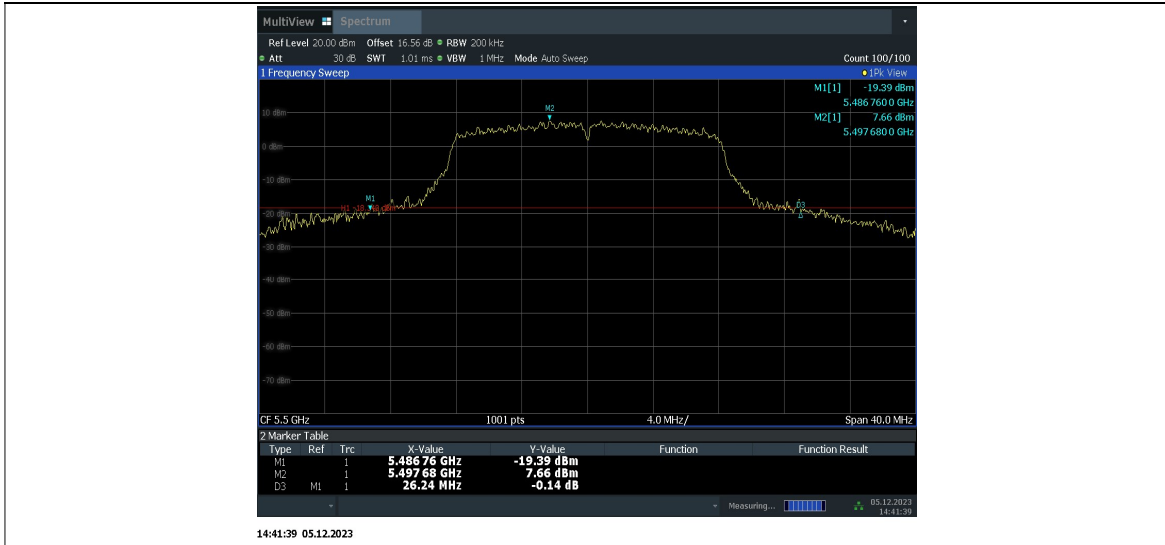 MultiView Spectrum
Ref Level 20.00 dBm Offset 16.56 dB RBW 200 kHz
Att 30 dB SWT 1.01 ms VBW 1 MHz Mode Auto Sweep Count 100/100
1 Frequency Sweep 1Pk View
M1[1] -19.39 dBm
5.486 760 0 GHz
M2[1] 7.66 dBm
5.497 680 0 GHz
10 dBm
M2
0 dBm
-10 dBm
M1
-20 dBm
D3
-30 dBm
-40 dBm
-50 dBm
-60 dBm
-70 dBm
CF 5.5 GHz 1001 pts 4.0 MHz/ Span 40.0 MHz
2 Marker Table
Type Ref Trc X-Value Y-Value Function Function Result
M1 1 5.486 76 GHz -19.39 dBm
M2 1 5.497 68 GHz 7.66 dBm
D3 M1 1 26.24 MHz -0.14 dB
Measuring... 05.12.2023
14:41:39
14:41:39 05.12.2023